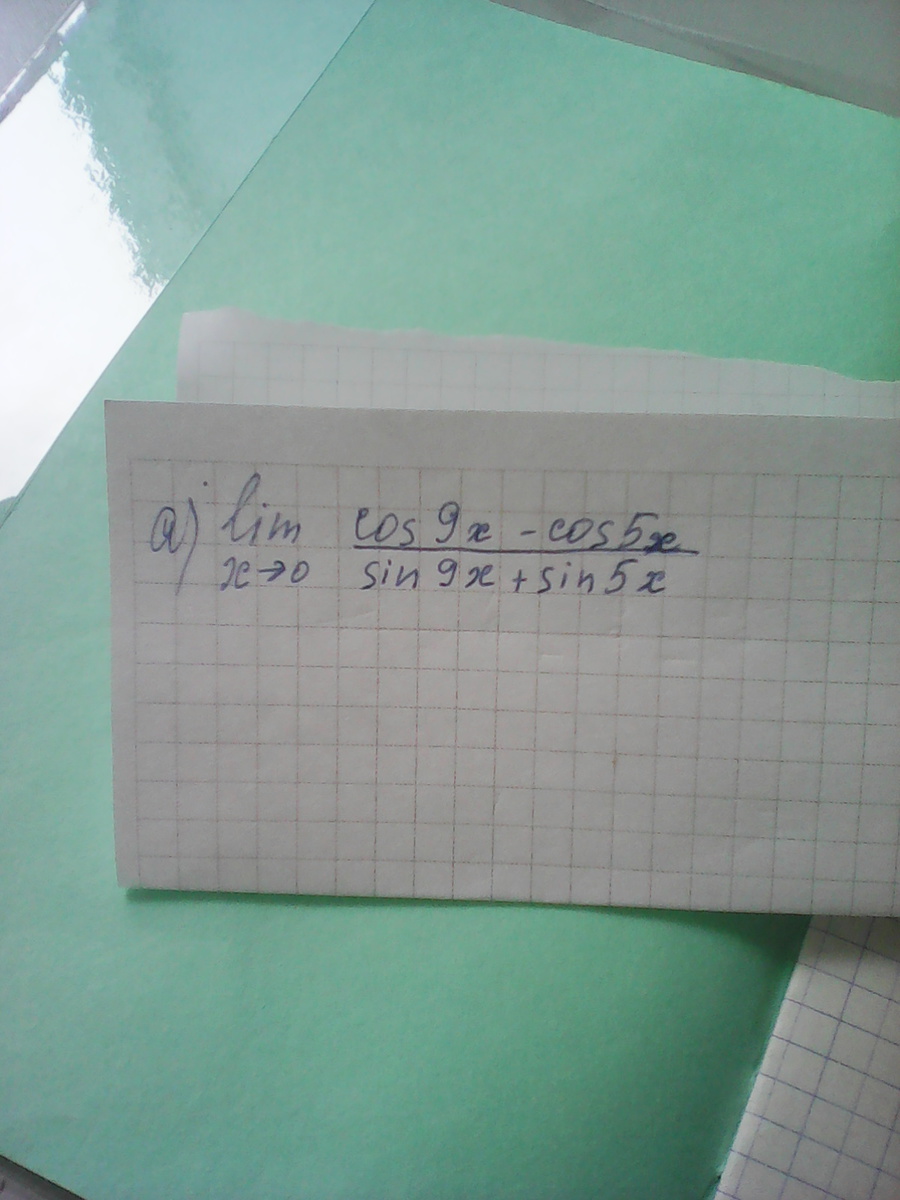 a) lim cos 9x - cos 5x
x→0 sin 9x + sin 5x